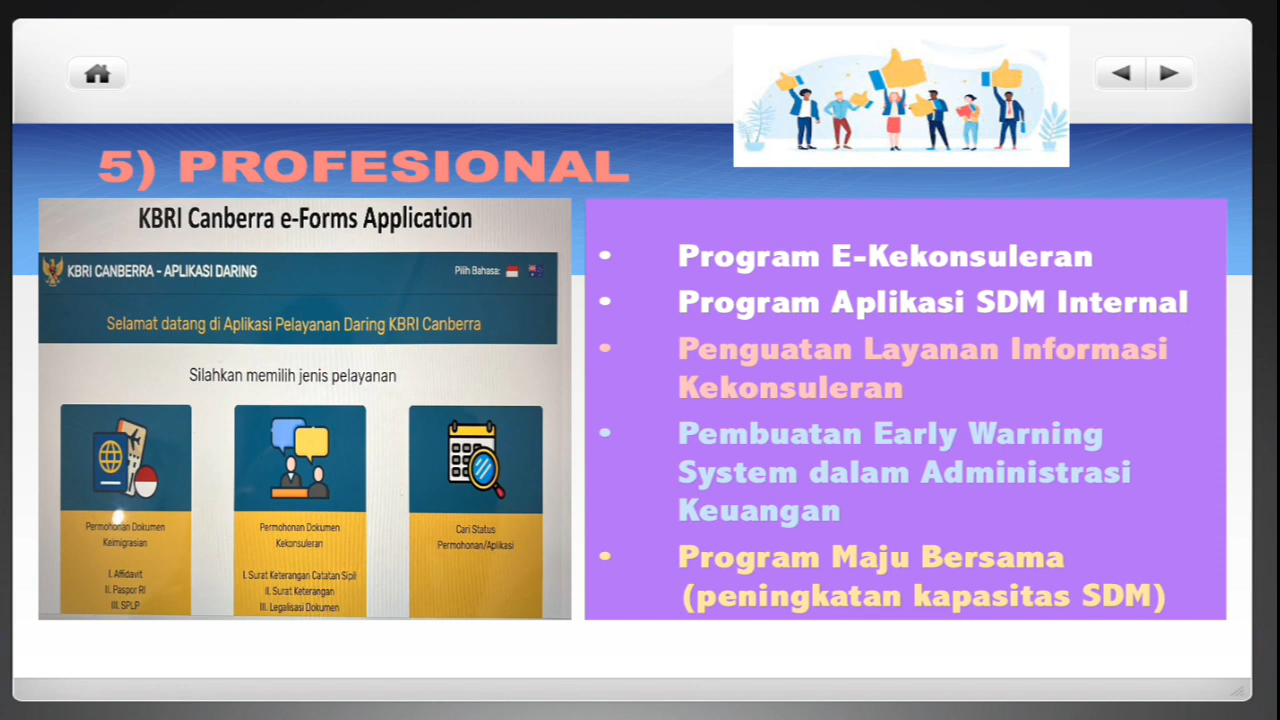 5) PROFESIONAL
KBRI Canberra e-Forms Application
KBRI CANBERRA - APLIKASI DARING
Pilih Bahasa:
Selamat datang di Aplikasi Pelayanan Daring KBRI Canberra
Silahkan memilih jenis pelayanan
Permohonan Dokumen
Keimigrasian
I. Affidavit
II. Paspor RI
III. SPLP
Permohonan Dokumen
Kekonsuleran
I. Surat Keterangan Catatan Sipil
II. Surat Keterangan
III. Legalisasi Dokumen
Cari Status
Permohonan/Aplikasi
• Program E-Kekonsuleran
• Program Aplikasi SDM Internal
• Penguatan Layanan Informasi
Kekonsuleran
• Pembuatan Early Warning
System dalam Administrasi
Keuangan
• Program Maju Bersama
(peningkatan kapasitas SDM)